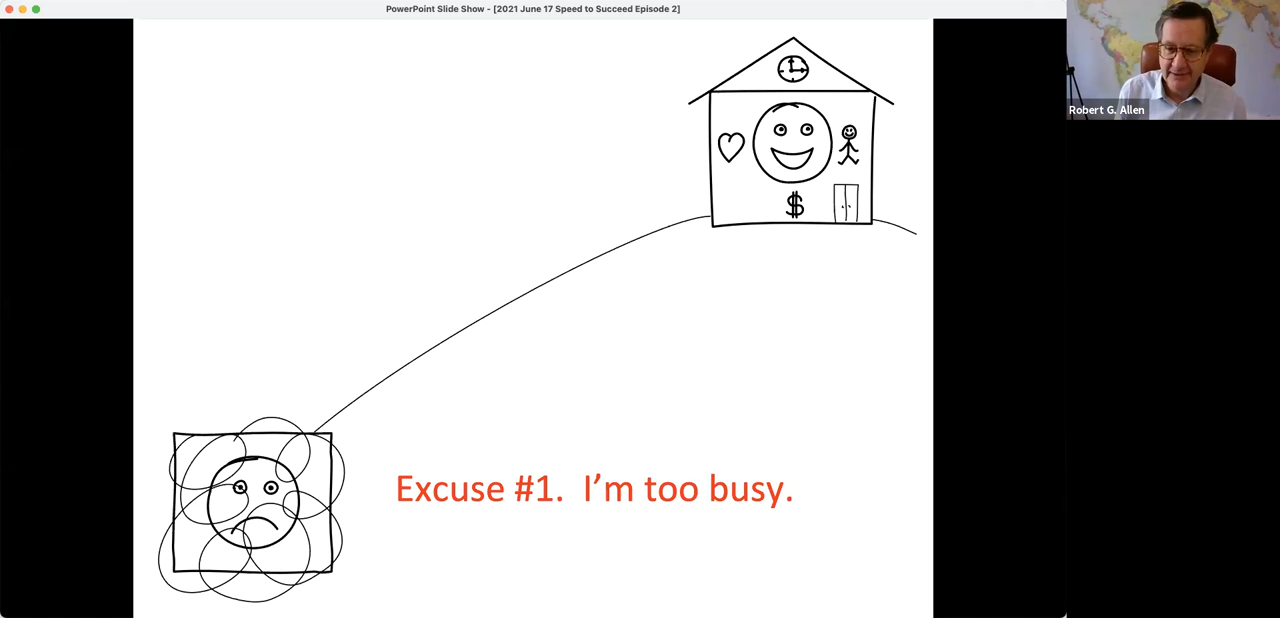 PowerPoint Slide Show - [2021 June 17 Speed to Succeed Episode 2]
Robert G. Allen
$
Excuse #1. I’m too busy.